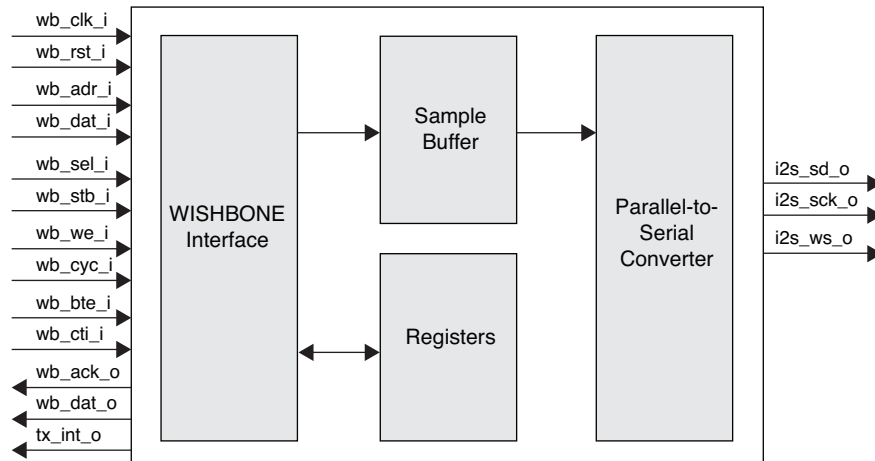 wb_clk_i
wb_rst_i
wb_adr_i
wb_dat_i
wb_sel_i
wb_stb_i
wb_we_i
wb_cyc_i
wb_bte_i
wb_cti_i
wb_ack_o
wb_dat_o
tx_int_o
WISHBONE
Interface
Sample
Buffer
Registers
Parallel-to-
Serial
Converter
i2s_sd_o
i2s_sck_o
i2s_ws_o